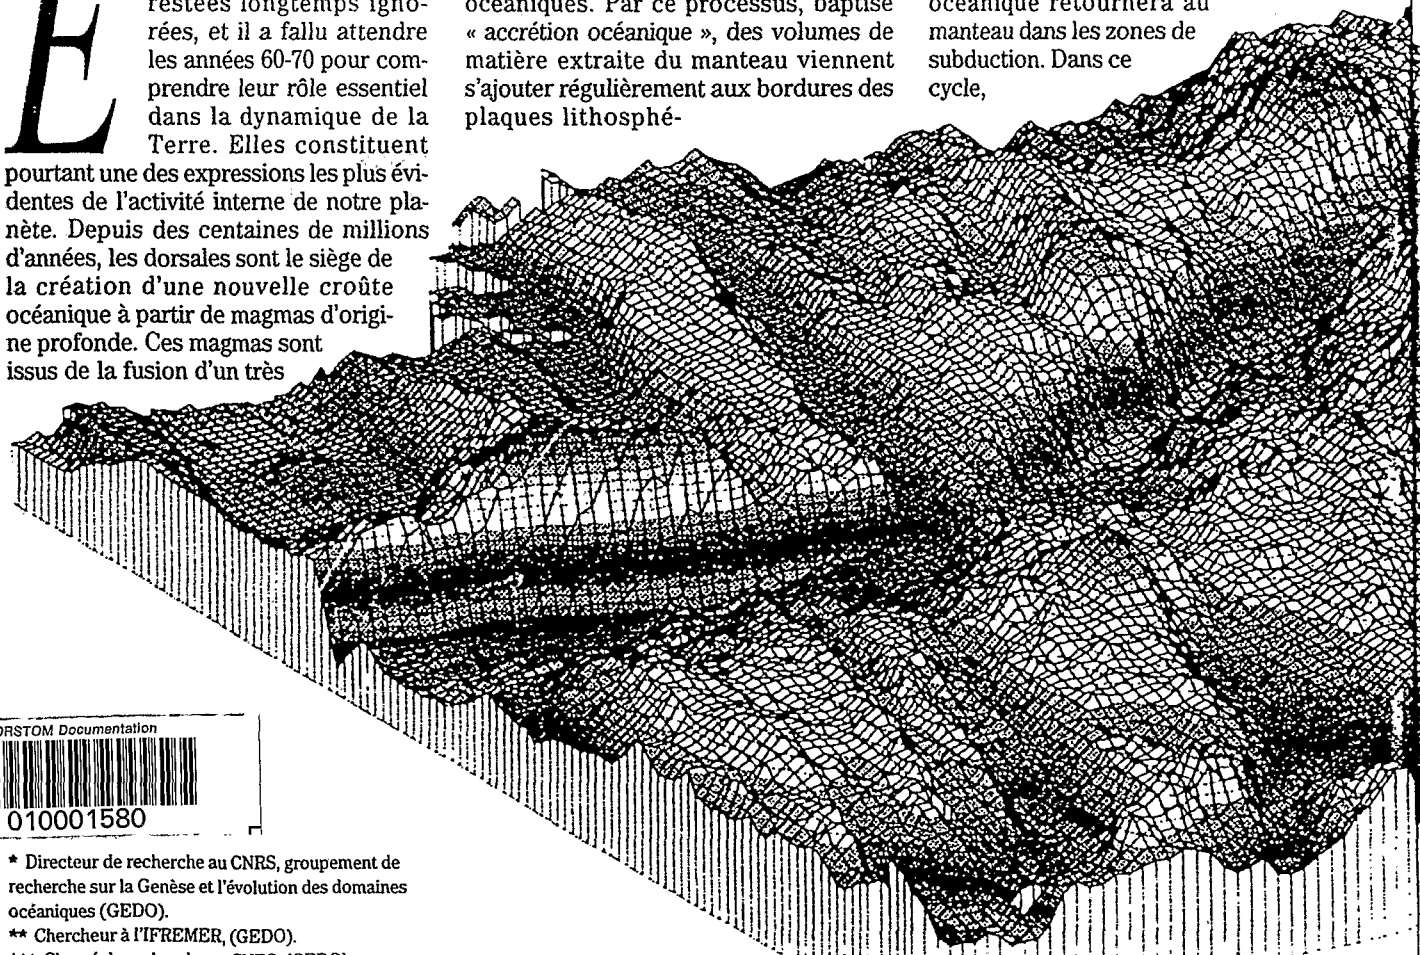 E
restées longtemps igno-
rées, et il a fallu attendre
les années 60-70 pour com-
prendre leur rôle essentiel
dans la dynamique de la
Terre. Elles constituent
pourtant une des expressions les plus évi-
dentes de l'activité interne de notre pla-
nète. Depuis des centaines de millions
d'années, les dorsales sont le siège de
la création d'une nouvelle croûte
océanique à partir de magmas d'origi-
ne profonde. Ces magmas sont
issus de la fusion d'un très
océaniques. Par ce processus, baptisé
« accrétion océanique », des volumes de
matière extraite du manteau viennent
s'ajouter régulièrement aux bordures des
plaques lithosphé-
océanique retournera au
manteau dans les zones de
subduction. Dans ce
cycle,
ORSTOM Documentation
010001580
* Directeur de recherche au CNRS, groupement de
recherche sur la Genèse et l'évolution des domaines
océaniques (GEDO).
** Chercheur à l'IFREMER, (GEDO).